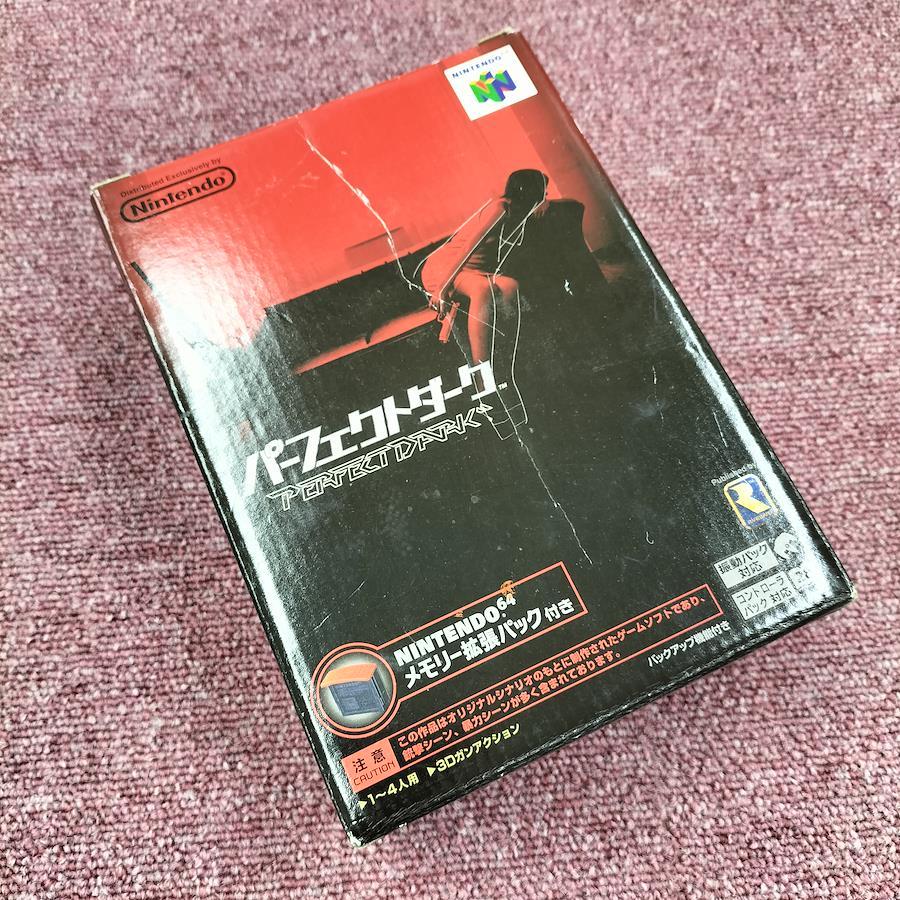 NINTENDO
Distributed Exclusively by
Nintendo
パーフェクトダーク™
PERFECT DARK
Published by
振動パック
対応
コントローラ
パック 対応
NINTENDO64
メモリー拡張パック付き
注意
CAUTION
この作品はオリジナルシナリオのもとに制作されたゲームソフトであり、
銃撃シーン、暴力シーンが多く含まれております。
バックアップ機能付き
▶1〜4人用 ▶3Dガンアクション